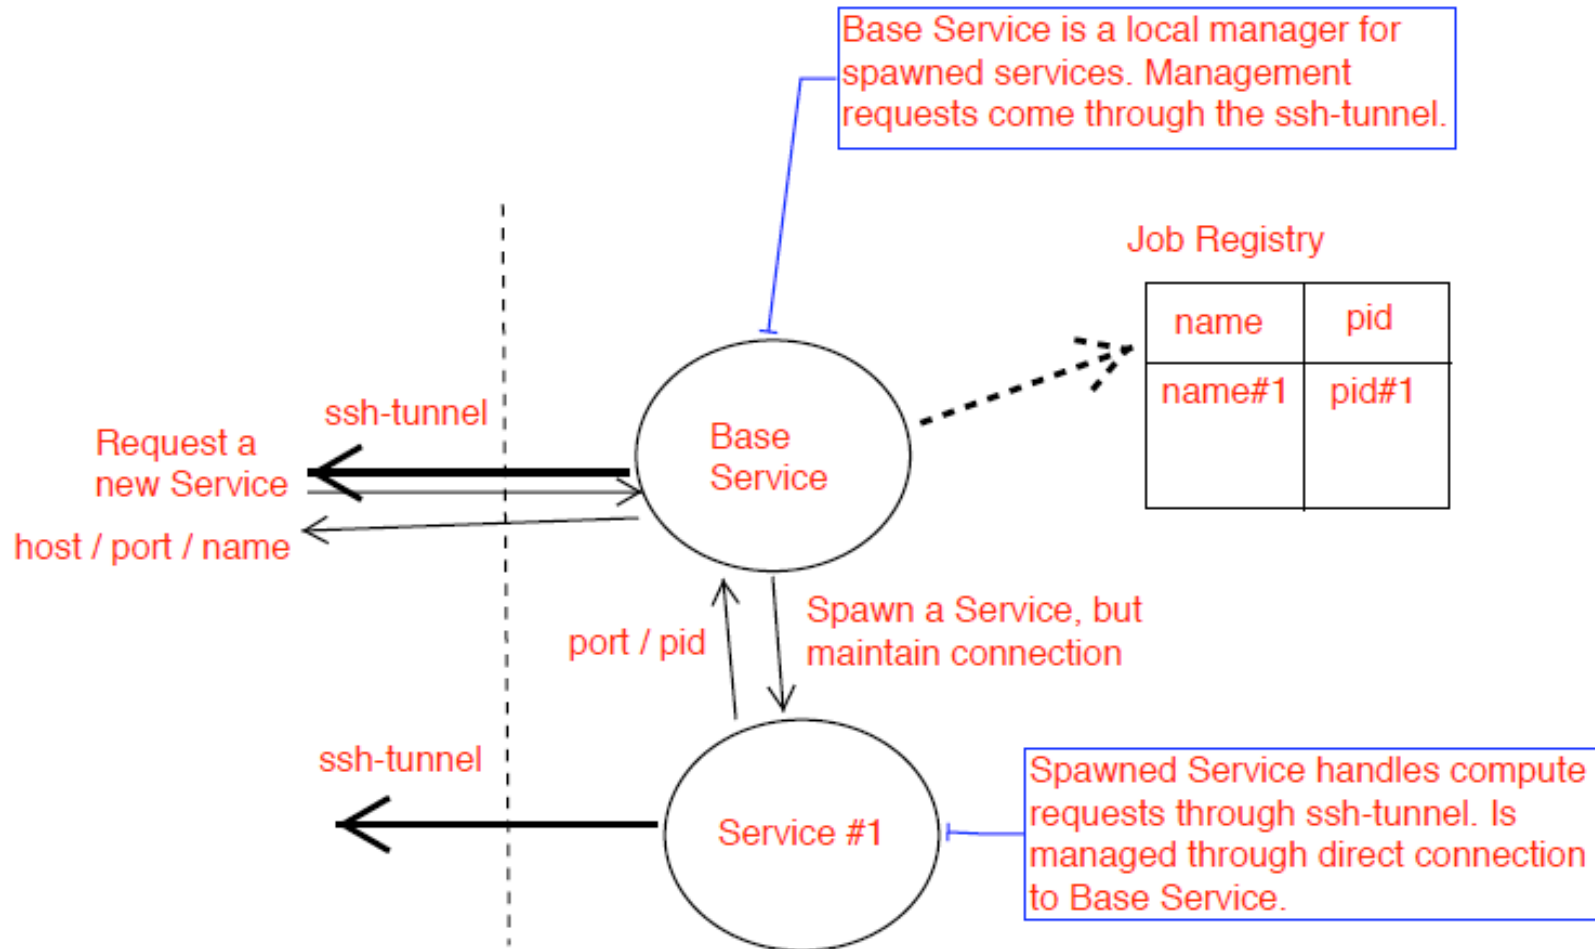 Base Service is a local manager for
spawned services. Management
requests come through the ssh-tunnel.
Job Registry
name
pid
name#1
pid#1
ssh-tunnel
Request a
new Service
host / port / name
Base
Service
port / pid
Spawn a Service, but
maintain connection
ssh-tunnel
Service #1
Spawned Service handles compute
requests through ssh-tunnel. Is
managed through direct connection
to Base Service.